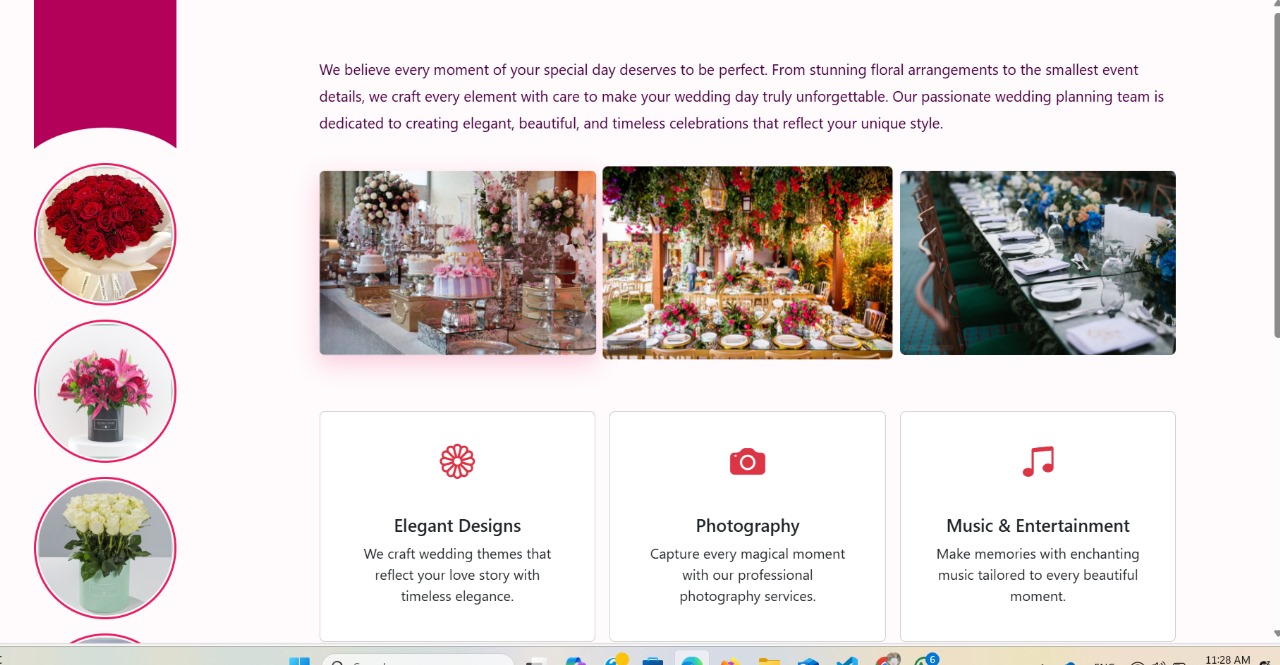 We believe every moment of your special day deserves to be perfect. From stunning floral arrangements to the smallest event
details, we craft every element with care to make your wedding day truly unforgettable. Our passionate wedding planning team is
dedicated to creating elegant, beautiful, and timeless celebrations that reflect your unique style.
Elegant Designs
We craft wedding themes that
reflect your love story with
timeless elegance.
Photography
Capture every magical moment
with our professional
photography services.
Music & Entertainment
Make memories with enchanting
music tailored to every beautiful
moment.
6
11:28 AM